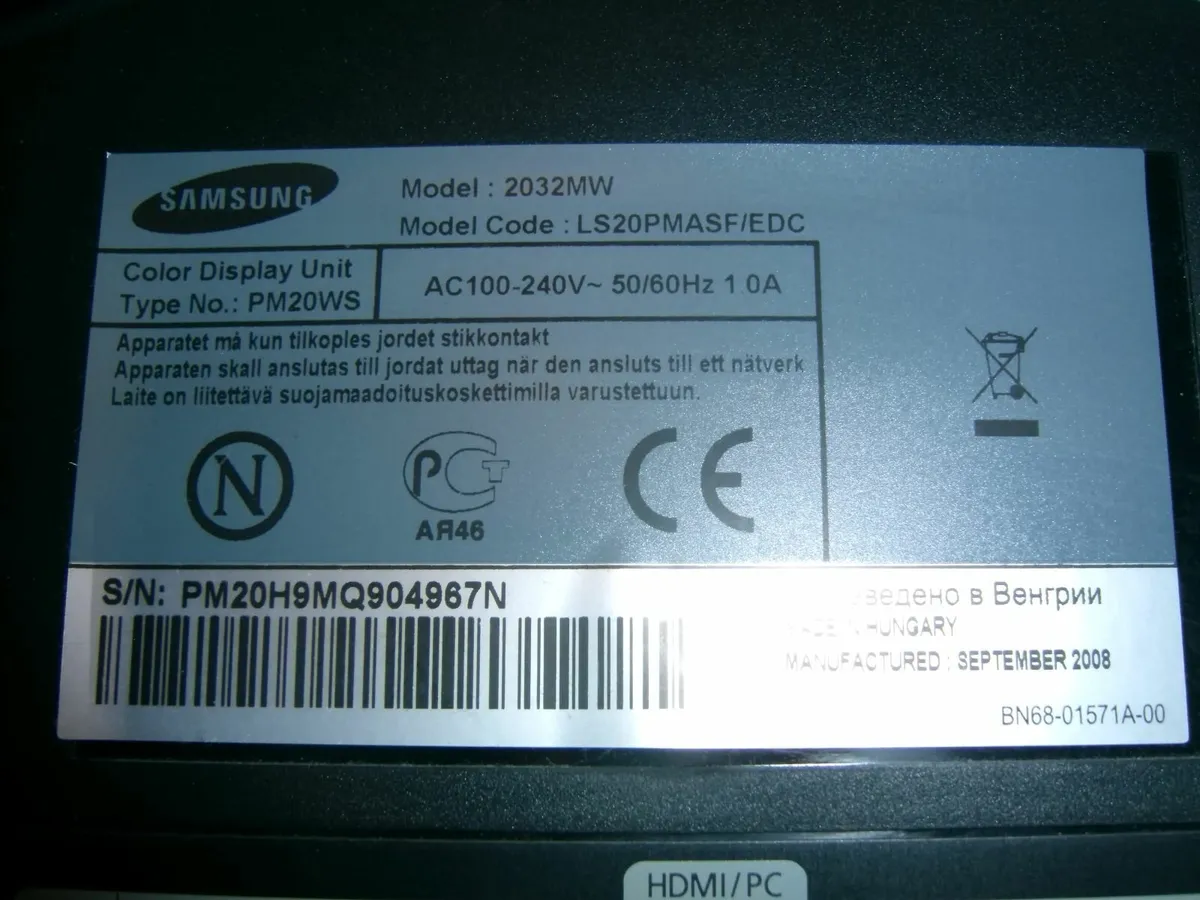 SAMSUNG
Model : 2032MW
Model Code : LS20PMASF/EDC
Color Display Unit
Type No.: PM20WS
AC100-240V~ 50/60Hz 1.0A
Apparatet må kun tilkoples jordet stikkontakt
Apparaten skall anslutas till jordat uttag när den ansluts till ett nätverk
Laite on liitettävä suojamaadoituskoskettimilla varustettuun.
N
РСТ
АЯ46
CE
S/N: PM20H9MQ904967N
в Венгрии
HUNGARY
MANUFACTURED : SEPTEMBER 2008
BN68-01571A-00
HDMI/PC